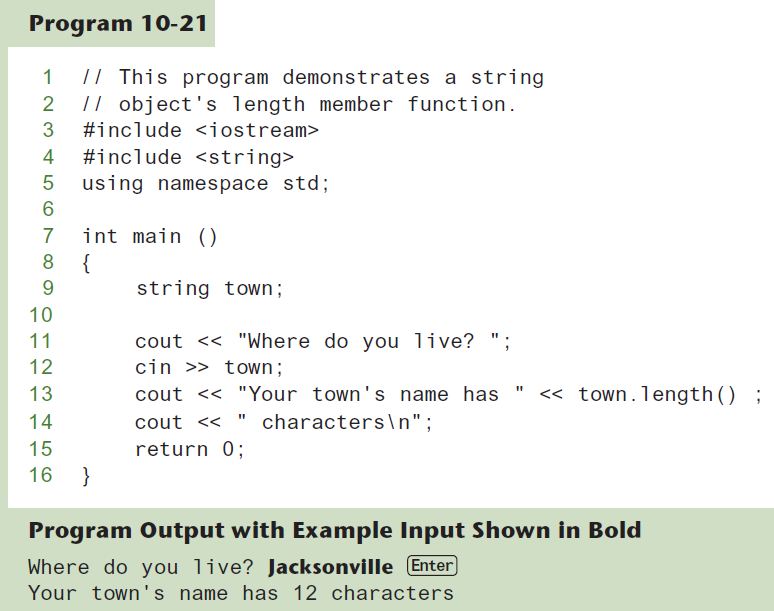 Program 10-21
1 // This program demonstrates a string
2 // object's length member function.
3 #include <iostream>
4 #include <string>
5 using namespace std;
6
7 int main ()
8 {
9 string town;
10
11 cout << "Where do you live? ";
12 cin >> town;
13 cout << "Your town's name has " << town.length() ;
14 cout << " characters\n";
15 return 0;
16 }
Program Output with Example Input Shown in Bold
Where do you live? Jacksonville Enter
Your town's name has 12 characters